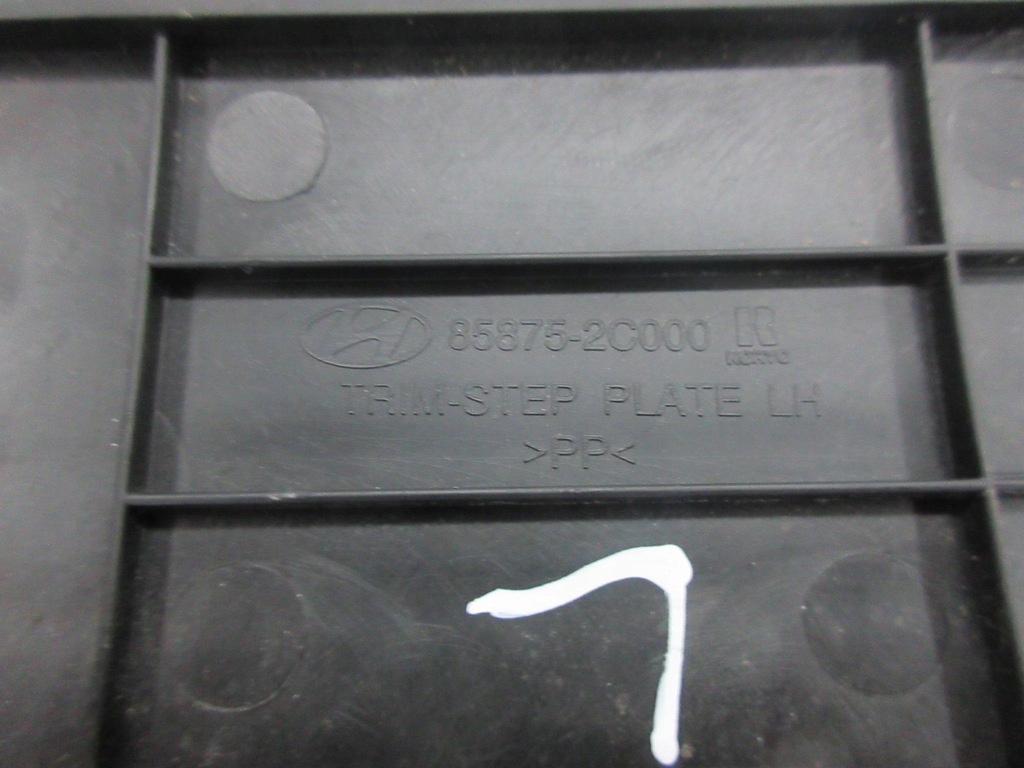 85875-2C000
TRIM-STEP PLATE LH
>PP<
7